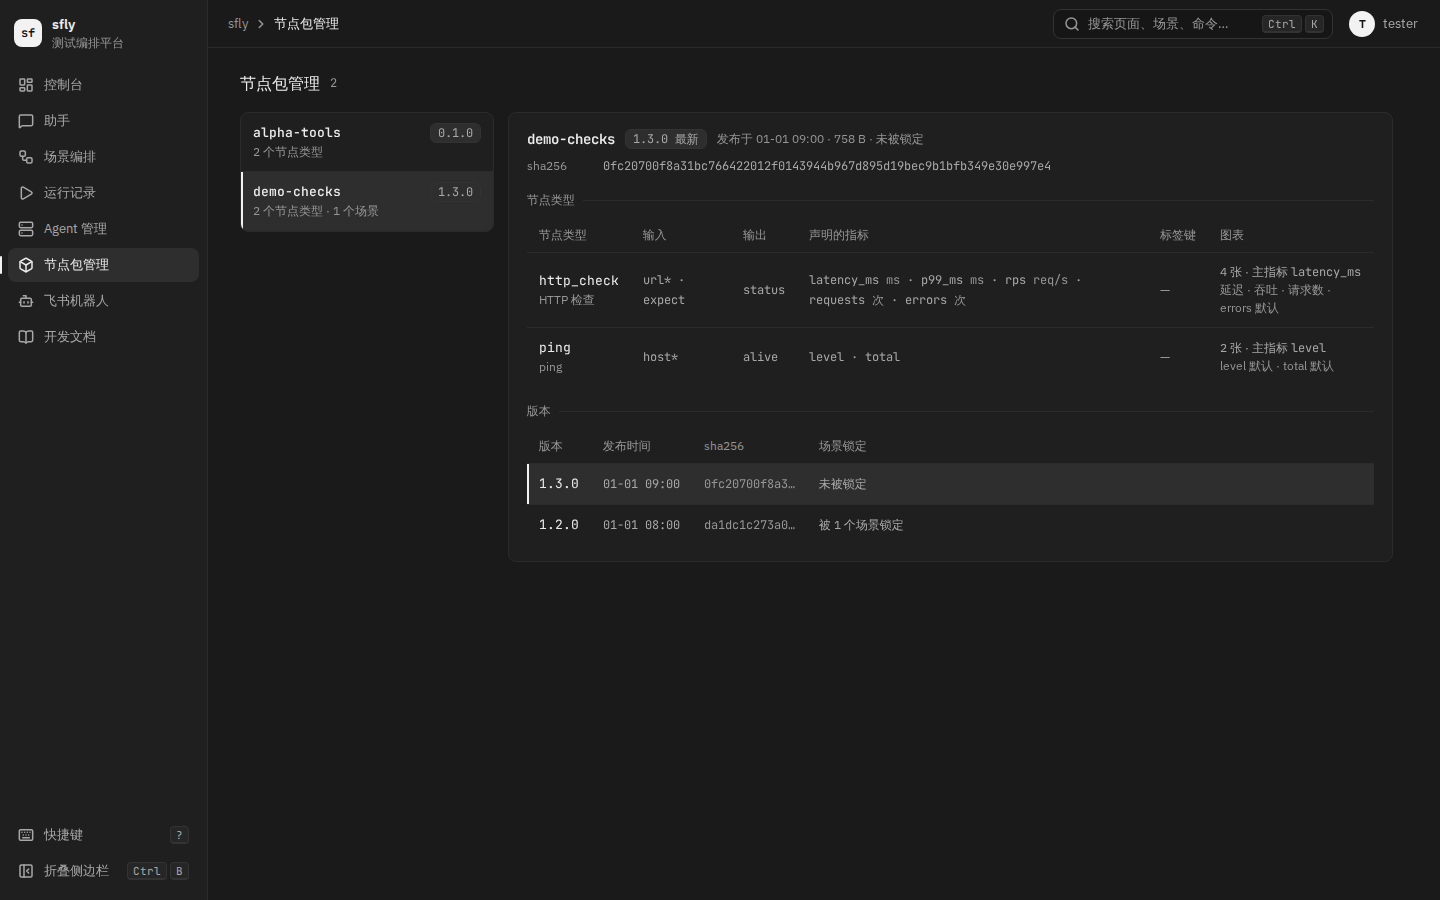 sf
sfly
测试编排平台
控制台
助手
场景编排
运行记录
Agent 管理
节点包管理
飞书机器人
开发文档
快捷键 ?
折叠侧边栏 Ctrl B
sfly > 节点包管理
搜索页面、场景、命令... Ctrl K
T tester
节点包管理 2
alpha-tools 0.1.0
2 个节点类型
demo-checks 1.3.0
2 个节点类型 · 1 个场景
demo-checks 1.3.0 最新 发布于 01-01 09:00 · 758 B · 未被锁定
sha256 0fc20700f8a31bc766422012f0143944b967d895d19bec9b1bfb349e30e997e4
节点类型
节点类型 输入 输出 声明的指标 标签键 图表
http_check
HTTP 检查
url* ·
expect
status
latency_ms ms · p99_ms ms · rps req/s ·
requests 次 · errors 次
—
4 张 · 主指标 latency_ms
延迟 · 吞吐 · 请求数 ·
errors 默认
ping
ping
host*
alive
level · total
—
2 张 · 主指标 level
level 默认 · total 默认
版本
版本 发布时间 sha256 场景锁定
1.3.0 01-01 09:00 0fc20700f8a3… 未被锁定
1.2.0 01-01 08:00 da1dc1c273a0… 被 1 个场景锁定